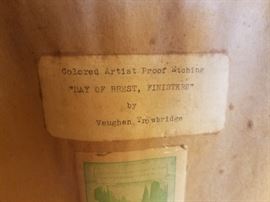 Colored Artist Proof Etching
"BAY OF BREST, FINISTERE"
by
Vaughan Trowbridge